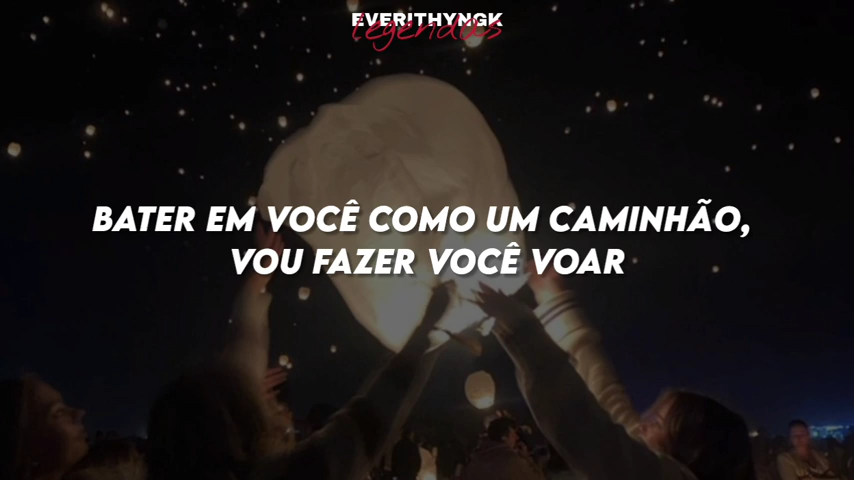 EVERITHYNGK
legendas
BATER EM VOCÊ COMO UM CAMINHÃO,
VOU FAZER VOCÊ VOAR